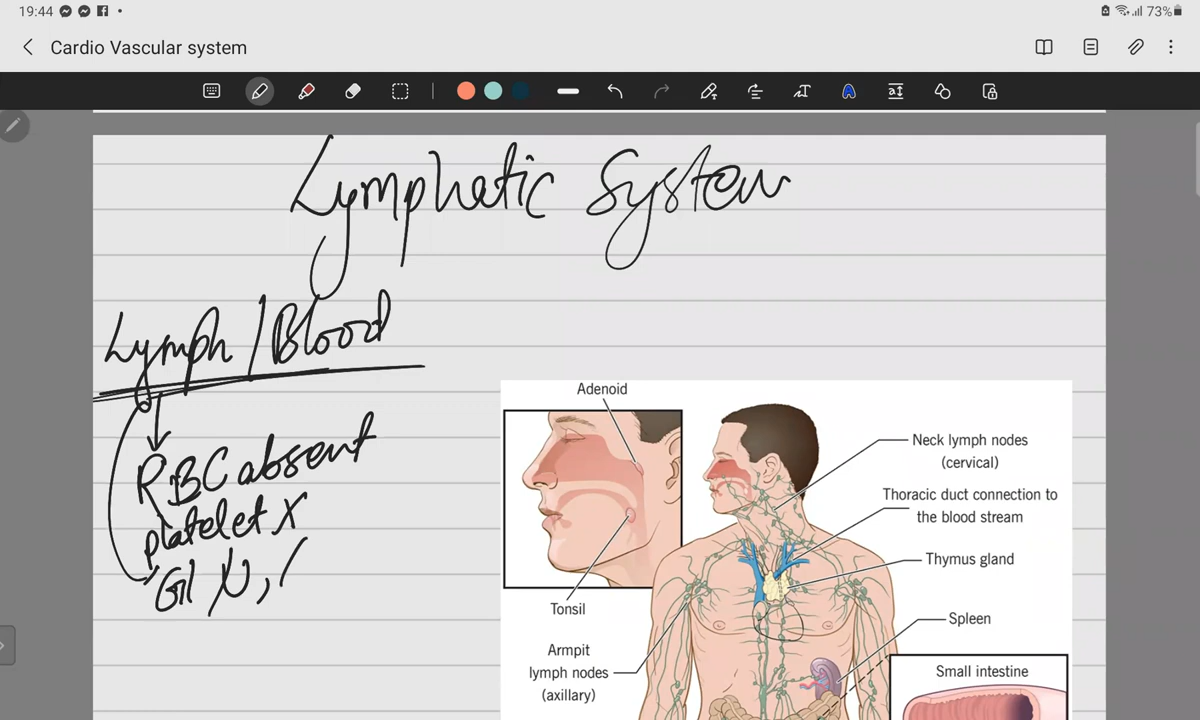 19:44
73%
Cardio Vascular system
Lymphatic System
Lymph / Blood
RBC absent
platelet X
Adenoid
Tonsil
Armpit
lymph nodes
(axillary)
Neck lymph nodes
(cervical)
Thoracic duct connection to
the blood stream
Thymus gland
Spleen
Small intestine